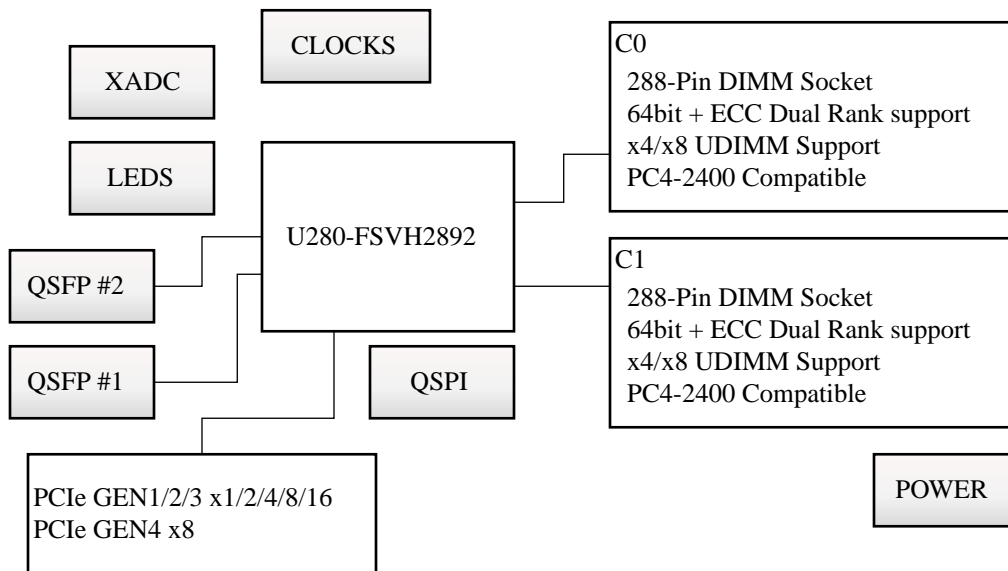 CLOCKS
XADC
LEDS
C0
288-Pin DIMM Socket
64bit + ECC Dual Rank support
x4/x8 UDIMM Support
PC4-2400 Compatible
U280-FSVH2892
QSFP #2
C1
288-Pin DIMM Socket
64bit + ECC Dual Rank support
x4/x8 UDIMM Support
PC4-2400 Compatible
QSFP #1
QSPI
PCIe GEN1/2/3 x1/2/4/8/16
PCIe GEN4 x8
POWER